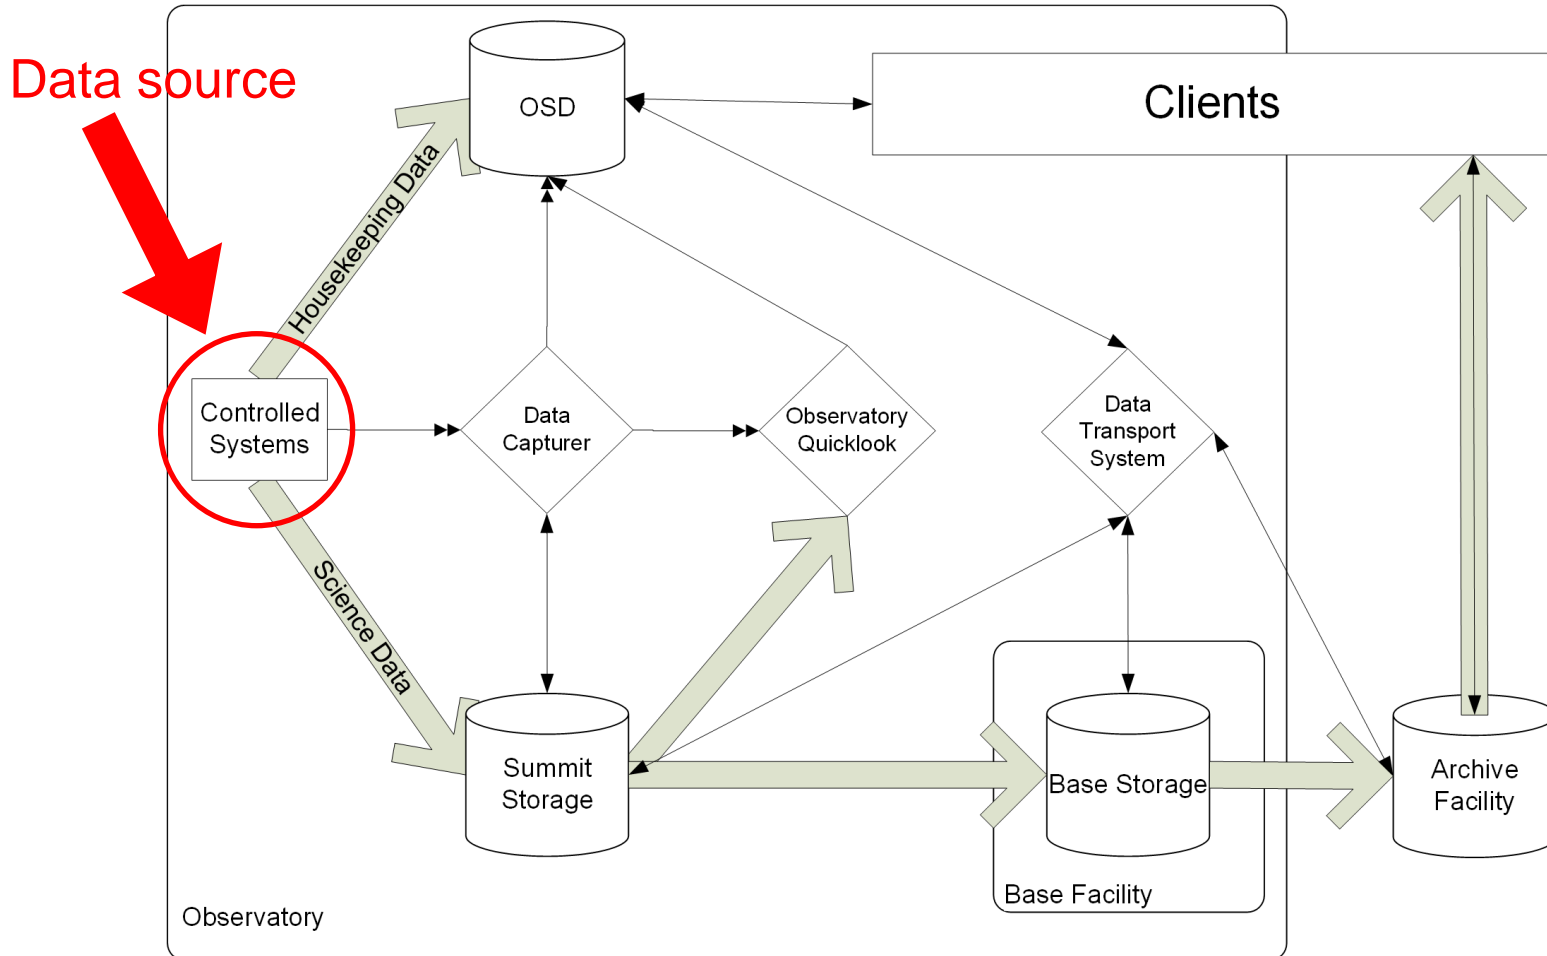 Data source
OSD
Clients
Housekeeping Data
Controlled
Systems
Data
Capturer
Observatory
Quicklook
Data
Transport
System
Science Data
Summit
Storage
Base Storage
Archive
Facility
Base Facility
Observatory